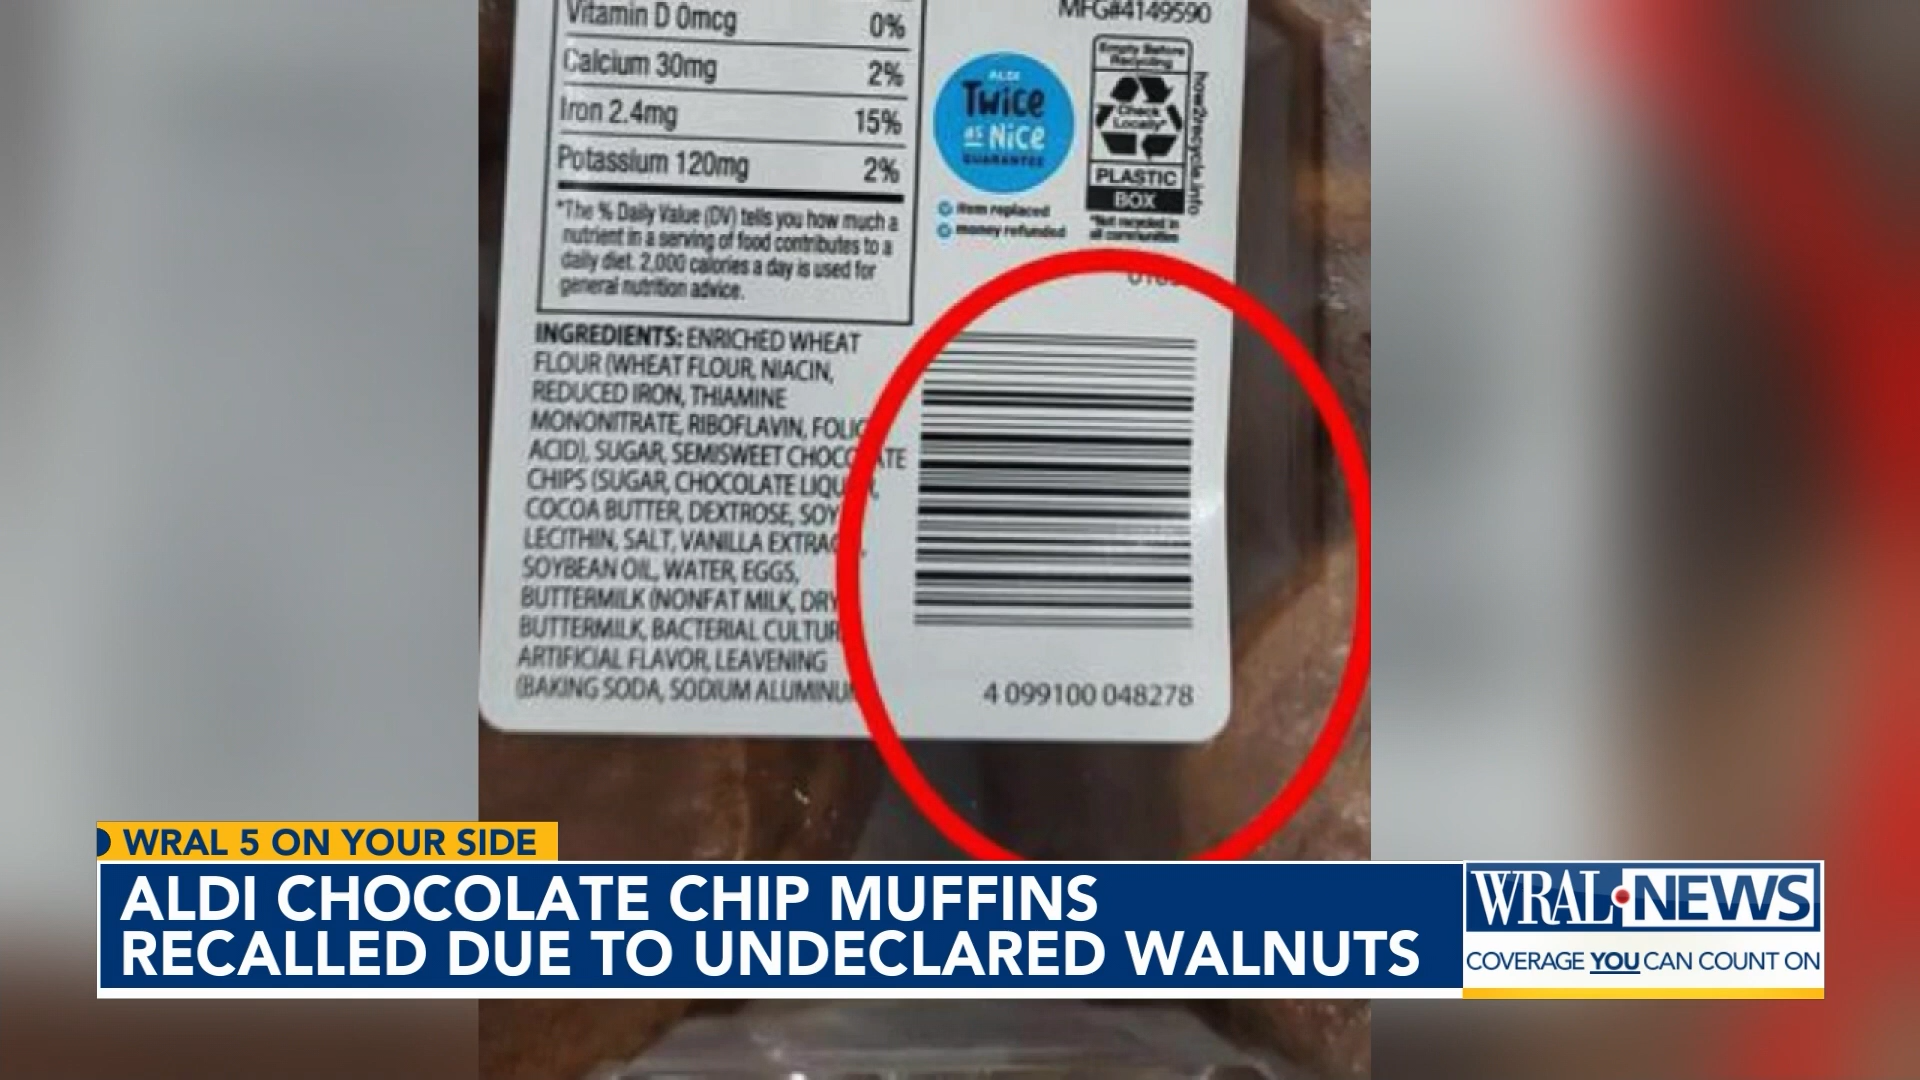 Vitamin D 0mcg 0%
Calcium 30mg 2%
Iron 2.4mg 15%
Potassium 120mg 2%
*The % Daily Value (DV) tells you how much a
nutrient in a serving of food contributes to a
daily diet. 2,000 calories a day is used for
general nutrition advice.
INGREDIENTS: ENRICHED WHEAT
FLOUR (WHEAT FLOUR, NIACIN,
REDUCED IRON, THIAMINE
MONONITRATE, RIBOFLAVIN, FOLIC
ACID), SUGAR, SEMISWEET
CHIPS (SUGAR, CHOCOLATE
COCOA BUTTER, DEXTROSE, SOY
LECITHIN, SALT, VANILLA
SOYBEAN OIL, WATER, EGGS,
BUTTERMILK (NONFAT MILK, DRY
BUTTERMILK, BACTERIAL
ARTIFICIAL FLAVOR, LEAVENING
(BAKING SODA, SODIUM
MFG#4149590
ALDI
Twice
as Nice
GUARANTEE
item replaced
money refunded
Empty Before
Recycling
Check
Locally*
PLASTIC
BOX
*Not recycled in
all communities
how2recycle.info
4 099100 048278
WRAL 5 ON YOUR SIDE
ALDI CHOCOLATE CHIP MUFFINS
RECALLED DUE TO UNDECLARED WALNUTS
WRAL NEWS
COVERAGE YOU CAN COUNT ON